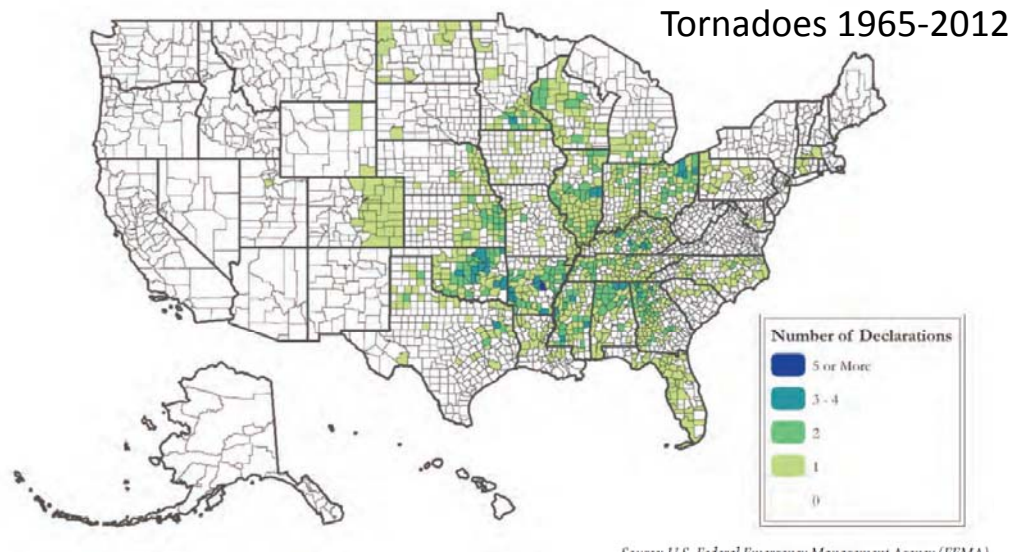 Tornadoes 1965-2012
Number of Declarations
5 or More
3 - 4
2
1
0
Source: U.S. Federal Emergency Management Agency (FEMA)